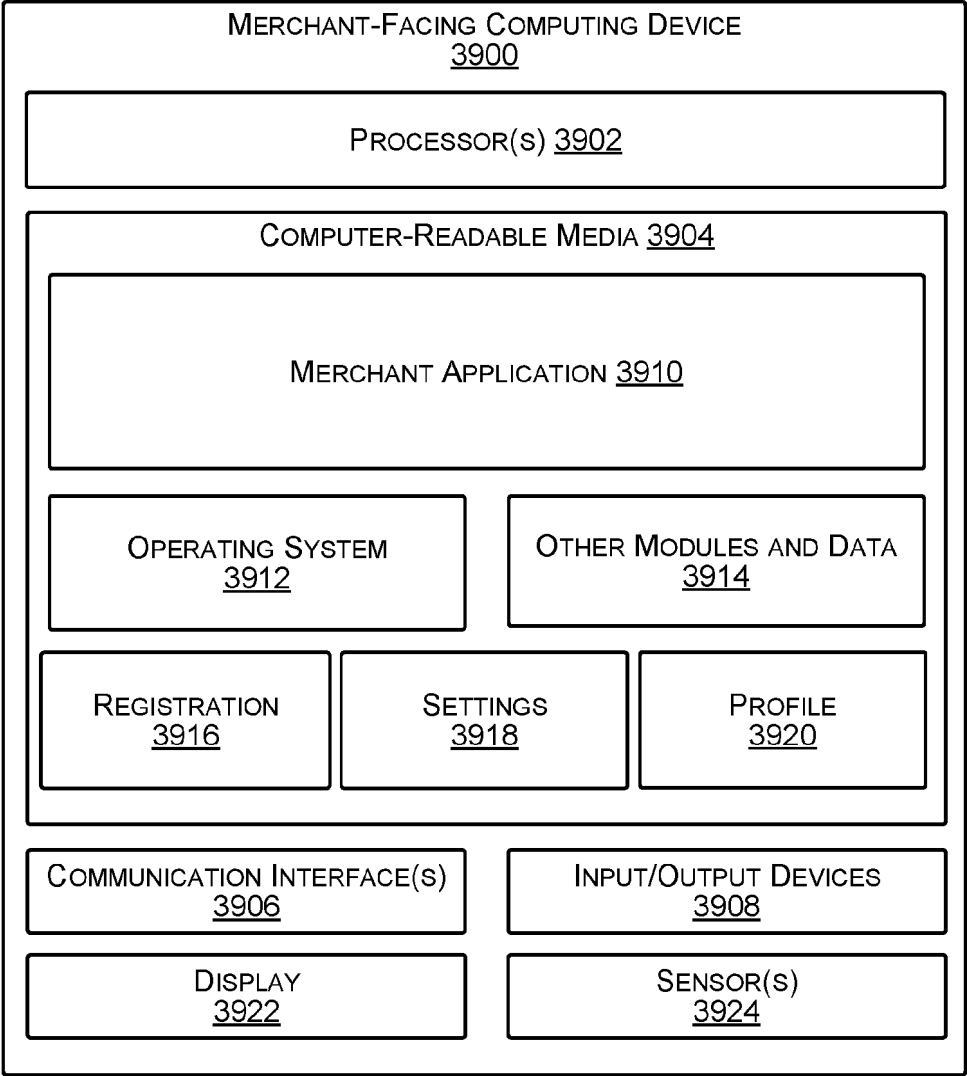 MERCHANT-FACING COMPUTING DEVICE
3900
PROCESSOR(S) 3902
COMPUTER-READABLE MEDIA 3904
MERCHANT APPLICATION 3910
OPERATING SYSTEM
3912
OTHER MODULES AND DATA
3914
REGISTRATION
3916
SETTINGS
3918
PROFILE
3920
COMMUNICATION INTERFACE(S)
3906
INPUT/OUTPUT DEVICES
3908
DISPLAY
3922
SENSOR(S)
3924